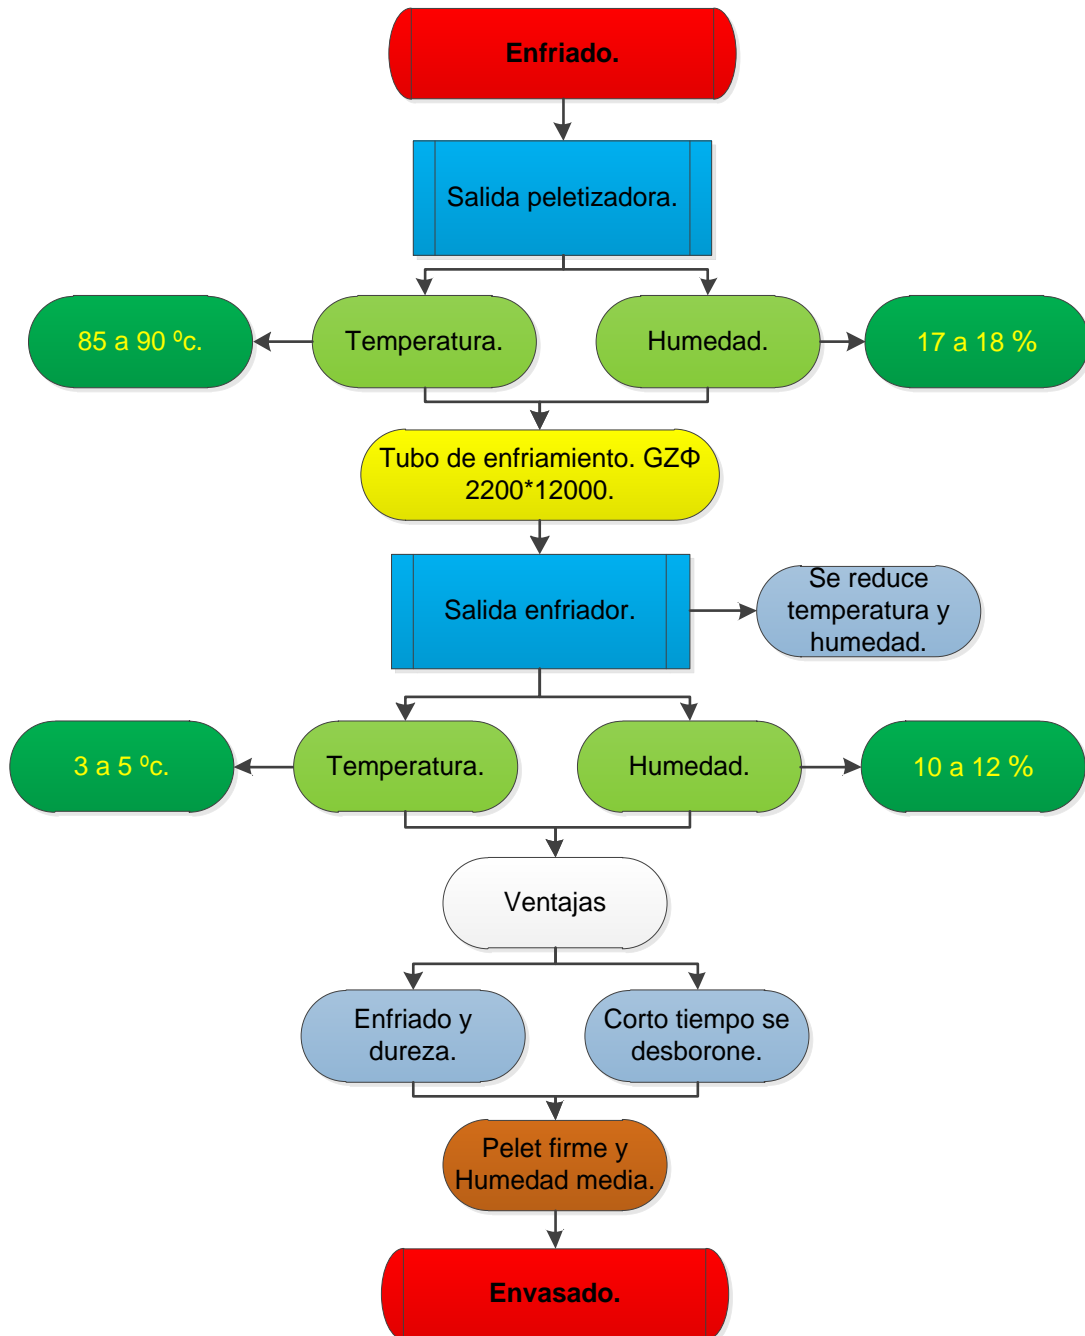 Enfriado.
Salida peletizadora.
85 a 90 ºc.
Temperatura.
Humedad.
17 a 18 %
Tubo de enfriamiento. GZΦ
2200*12000.
Salida enfriador.
Se reduce
temperatura y
humedad.
3 a 5 ºc.
Temperatura.
Humedad.
10 a 12 %
Ventajas
Enfriado y
dureza.
Corto tiempo se
desborone.
Pelet firme y
Humedad media.
Envasado.